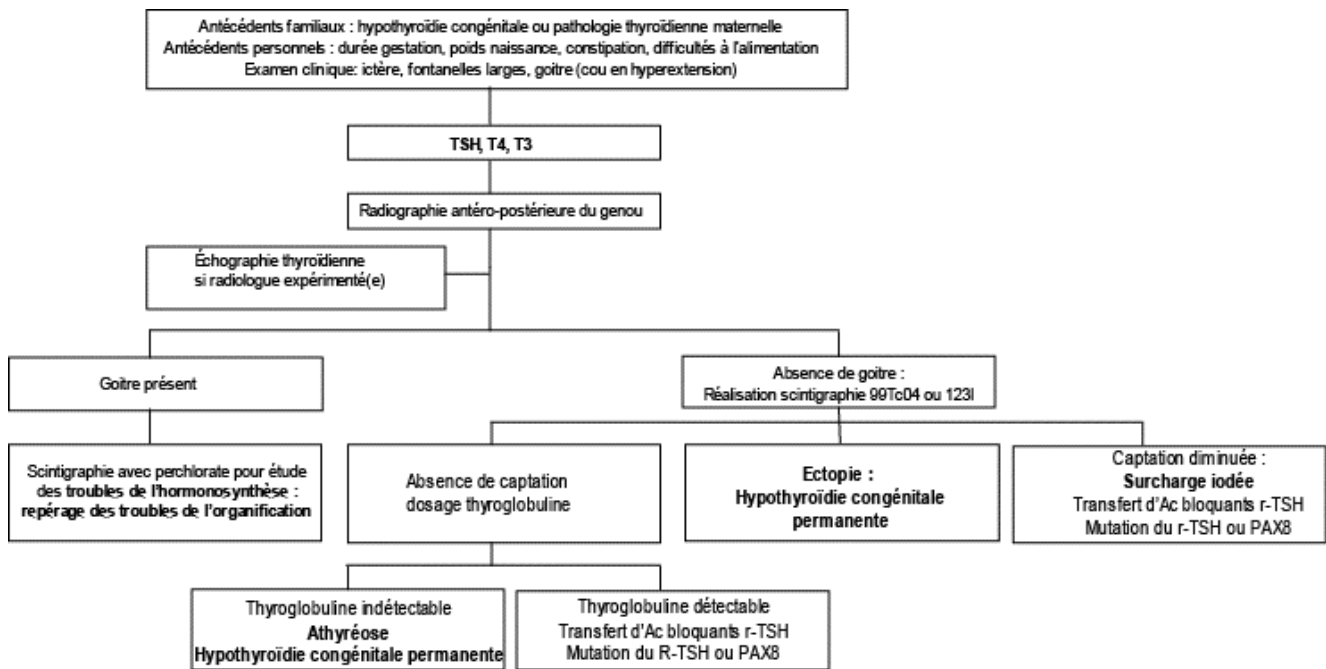 Antécédents familiaux : hypothyroïdie congénitale ou pathologie thyroïdienne maternelle
Antécédents personnels : durée gestation, poids naissance, constipation, difficultés à l'alimentation
Examen clinique: ictère, fontanelles larges, goitre (cou en hyperextension)
TSH, T4, T3
Radiographie antéro-postérieure du genou
Échographie thyroïdienne
si radiologue expérimenté(e)
Goitre présent
Absence de goitre :
Réalisation scintigraphie 99Tc04 ou 123I
Scintigraphie avec perchlorate pour étude
des troubles de l'hormonosynthèse :
repérage des troubles de l'organification
Absence de captation
dosage thyroglobuline
Ectopie :
Hypothyroïdie congénitale
permanente
Captation diminuée :
Surcharge iodée
Transfert d'Ac bloquants r-TSH
Mutation du r-TSH ou PAX8
Thyroglobuline indétectable
Athyréose
Hypothyroïdie congénitale permanente
Thyroglobuline détectable
Transfert d'Ac bloquants r-TSH
Mutation du R-TSH ou PAX8